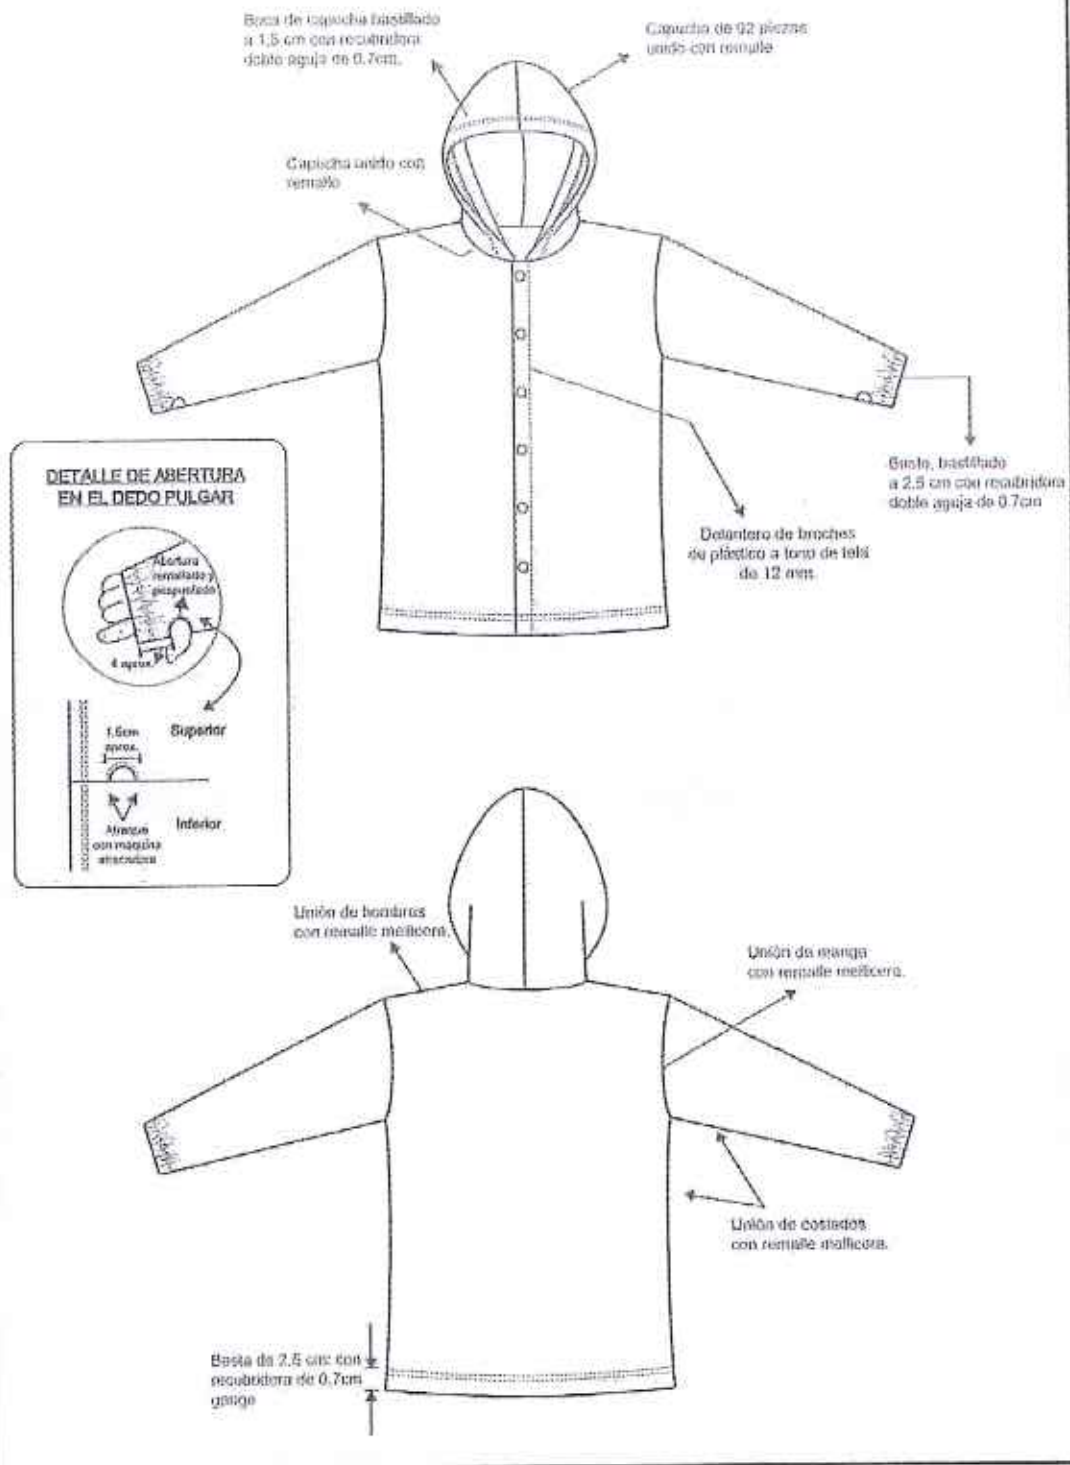 Boca de capucha bastillado
a 1,5 cm con recubridora
doble aguja de 0.7cm.
Capucha de 02 piezas
unido con remalle
Capucha unido con
remalle
DETALLE DE ABERTURA
EN EL DEDO PULGAR
Abertura
remallado y
pespuntado
4 aprox.
1.5cm
aprox.
Superior
Atraque
con maquina
atracadora
Inferior
Basta, bastillado
a 2.5 cm con recubridora
doble aguja de 0.7cm
Delantero de broches
de plástico a tono de tela
de 12 mm.
Unión de hombros
con remalle mellicera.
Unión de manga
con remalle mellicera.
Unión de costados
con remalle mellicera.
Basta de 2.5 cm: con
recubridora de 0.7cm
gauge